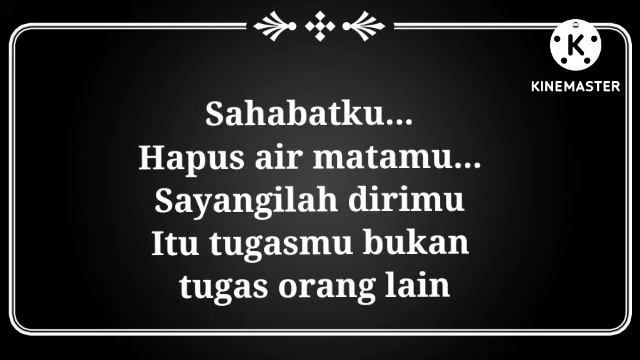 K
KINEMASTER
Sahabatku...
Hapus air matamu...
Sayangilah dirimu
Itu tugasmu bukan
tugas orang lain